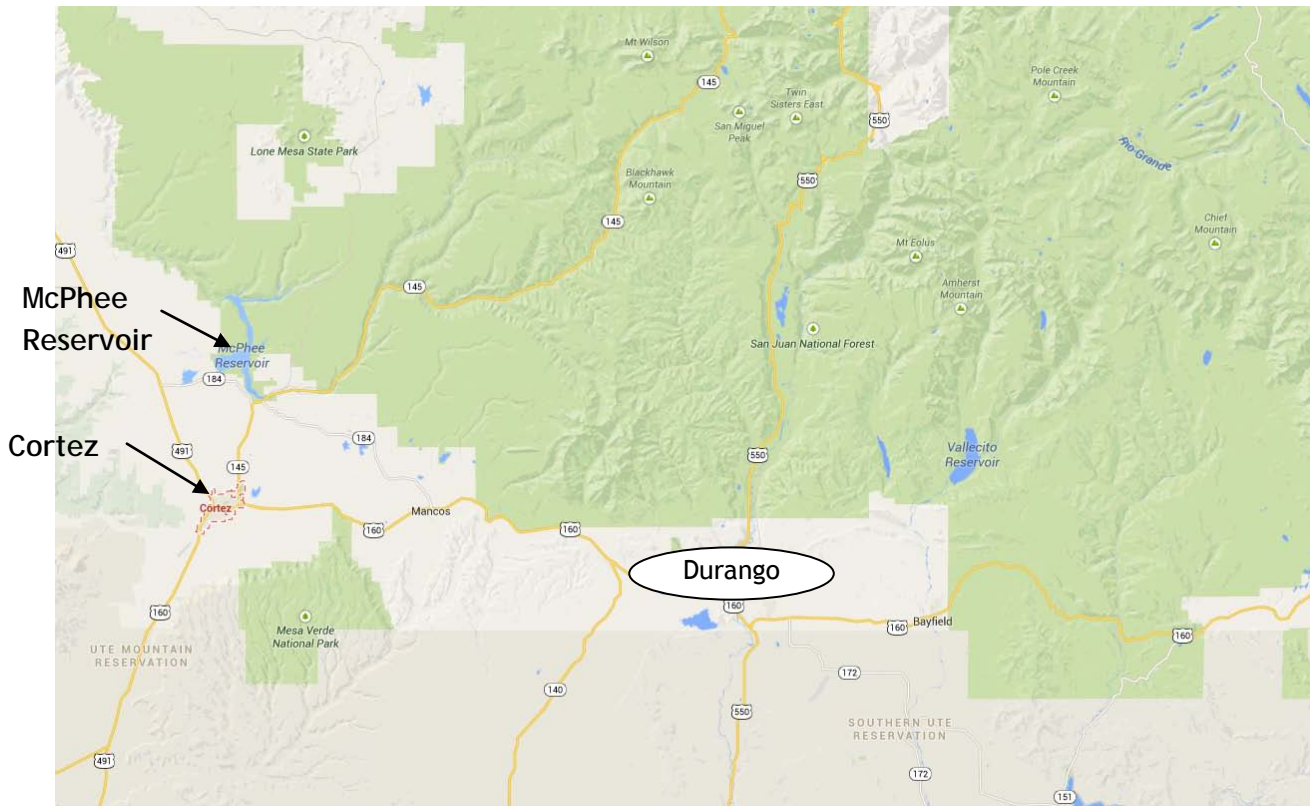 Mt Wilson
145
Pole Creek
Mountain
Twin
Sisters East
San Miguel
Peak
550
Lone Mesa State Park
Rio Grande
Blackhawk
Mountain
550
145
Chief
Mountain
491
Mt Eolus
145
Amherst
Mountain
McPhee
Reservoir
McPhee
Reservoir
San Juan National Forest
184
Cortez
184
491
550
Vallecito
Reservoir
145
Cortez
Mancos
160
160
160
Durango
160
160
Mesa Verde
National Park
Bayfield
160
160
UTE MOUNTAIN
RESERVATION
172
140
550
SOUTHERN UTE
RESERVATION
491
172
151